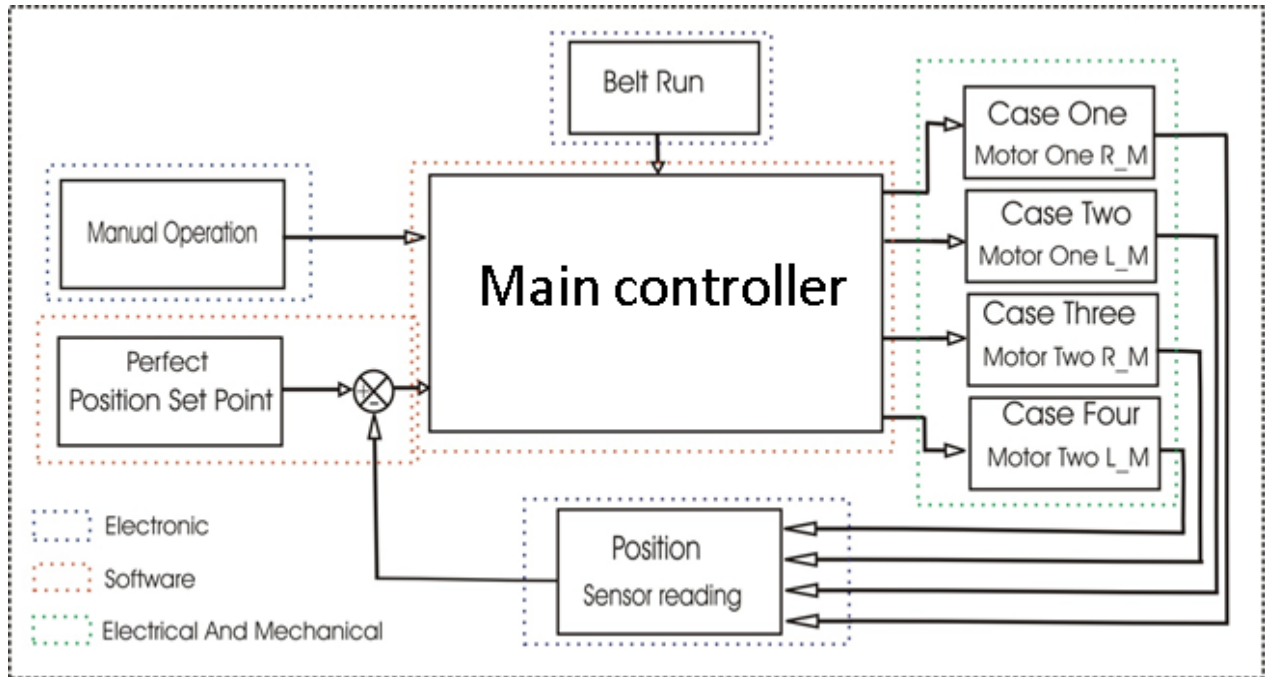 Belt Run
Manual Operation
Main controller
Perfect
Position Set Point
+
-
Case One
Motor One R_M
Case Two
Motor One L_M
Case Three
Motor Two R_M
Case Four
Motor Two L_M
Position
Sensor reading
Electronic
Software
Electrical And Mechanical